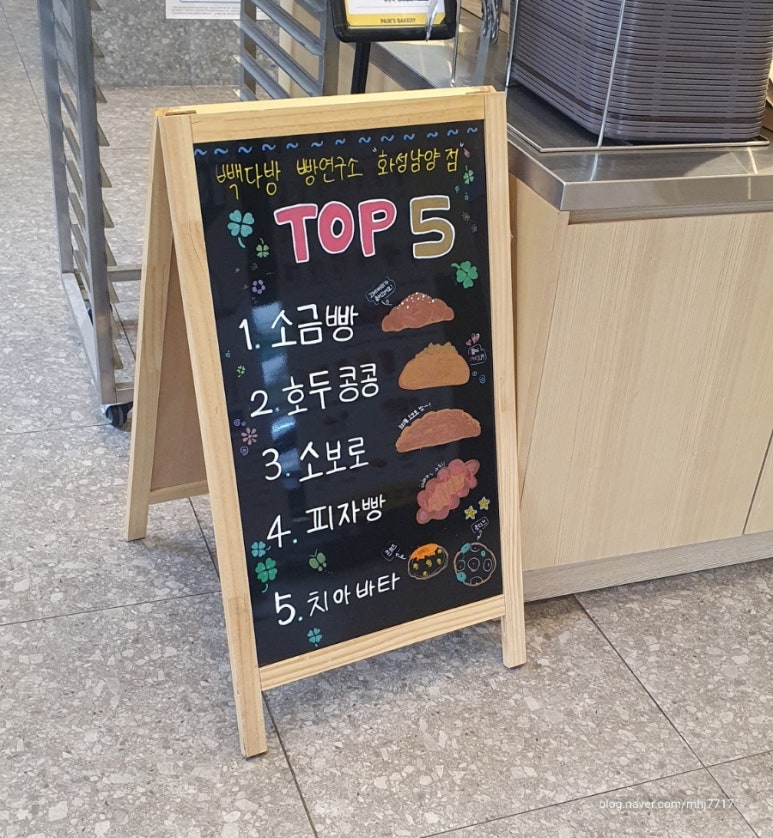 PAIK'S BAKERY
빽다방 빵연구소 "화성남양점"
TOP 5
1. 소금빵
2. 호두콩콩
3. 소보로
4. 피자빵
5. 치아바타
blog.naver.com/mhj7717